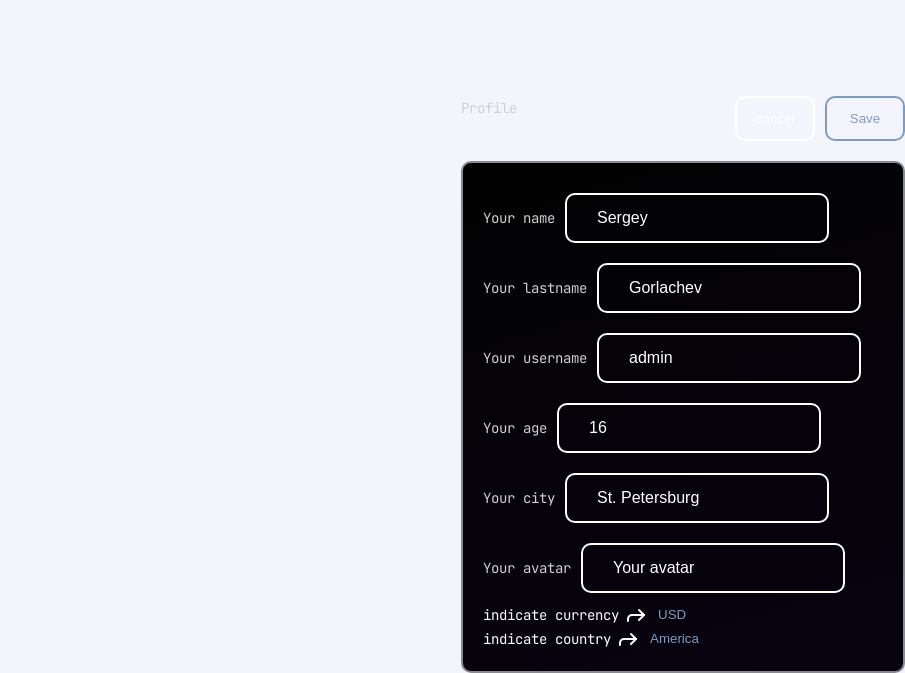 Profile
cancel
Save
Your name Sergey
Your lastname Gorlachev
Your username admin
Your age 16
Your city St. Petersburg
Your avatar Your avatar
indicate currency USD
indicate country America